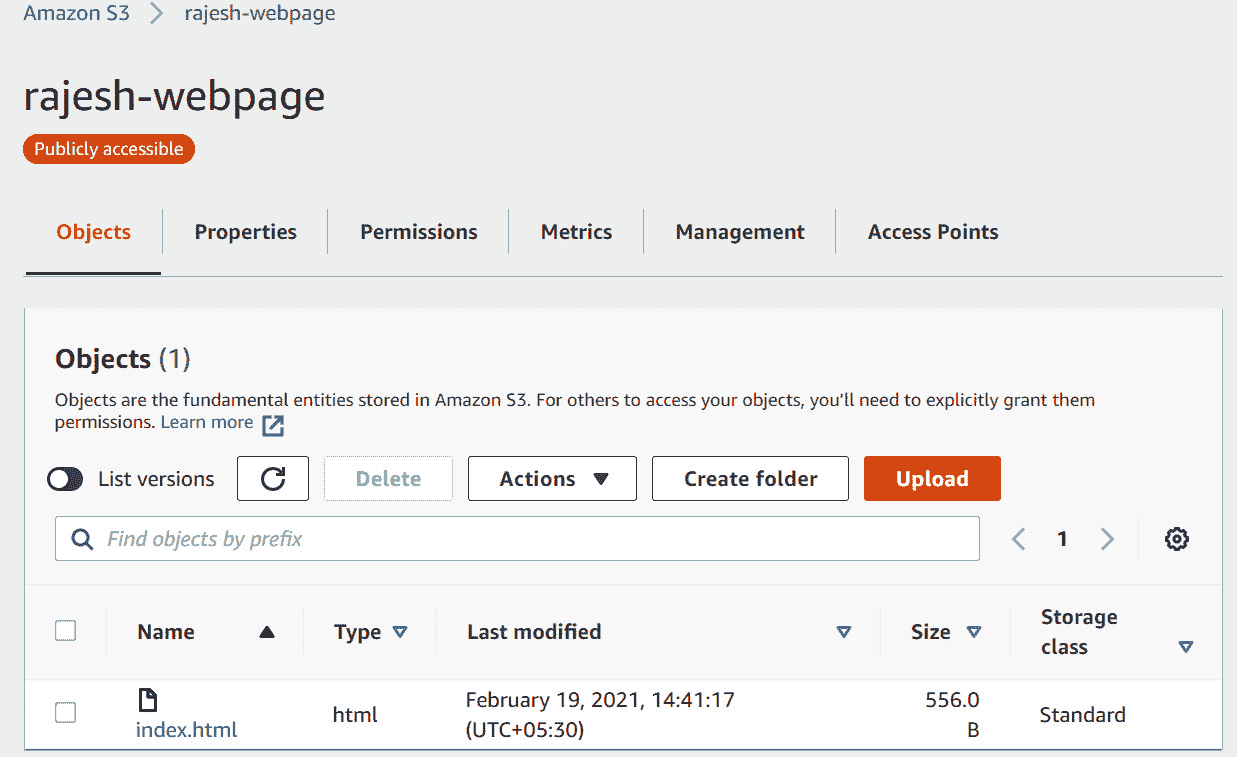 Amazon S3 > rajesh-webpage
rajesh-webpage
Publicly accessible
Objects Properties Permissions Metrics Management Access Points
Objects (1)
Objects are the fundamental entities stored in Amazon S3. For others to access your objects, you'll need to explicitly grant them
permissions. Learn more
List versions Delete Actions Create folder Upload
Find objects by prefix 1
Name Type Last modified Size Storage class
index.html html February 19, 2021, 14:41:17 (UTC+05:30) 556.0 B Standard